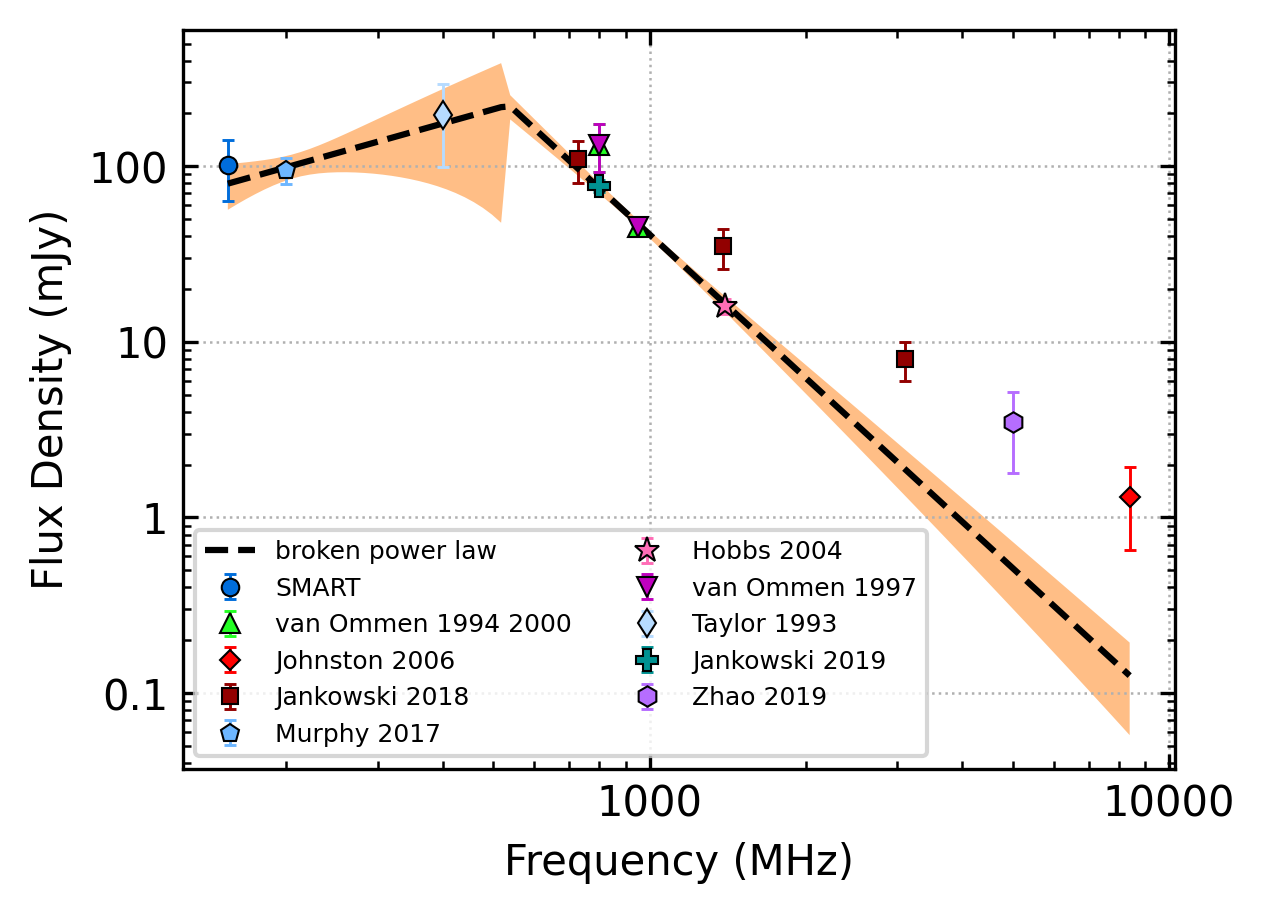 Flux Density (mJy)
100
10
1
0.1
broken power law
SMART
van Ommen 1994 2000
Johnston 2006
Jankowski 2018
Murphy 2017
Hobbs 2004
van Ommen 1997
Taylor 1993
Jankowski 2019
Zhao 2019
1000
10000
Frequency (MHz)